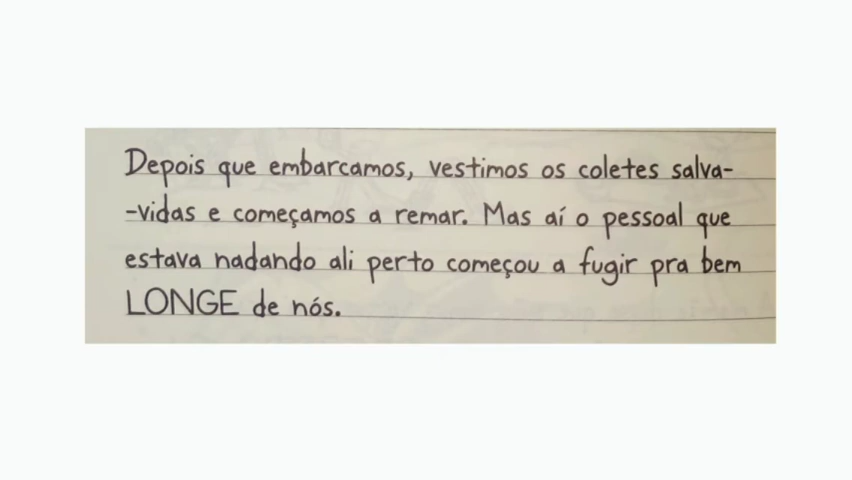 Depois que embarcamos, vestimos os coletes salva-
-vidas e começamos a remar. Mas aí o pessoal que
estava nadando ali perto começou a fugir pra bem
LONGE de nós.